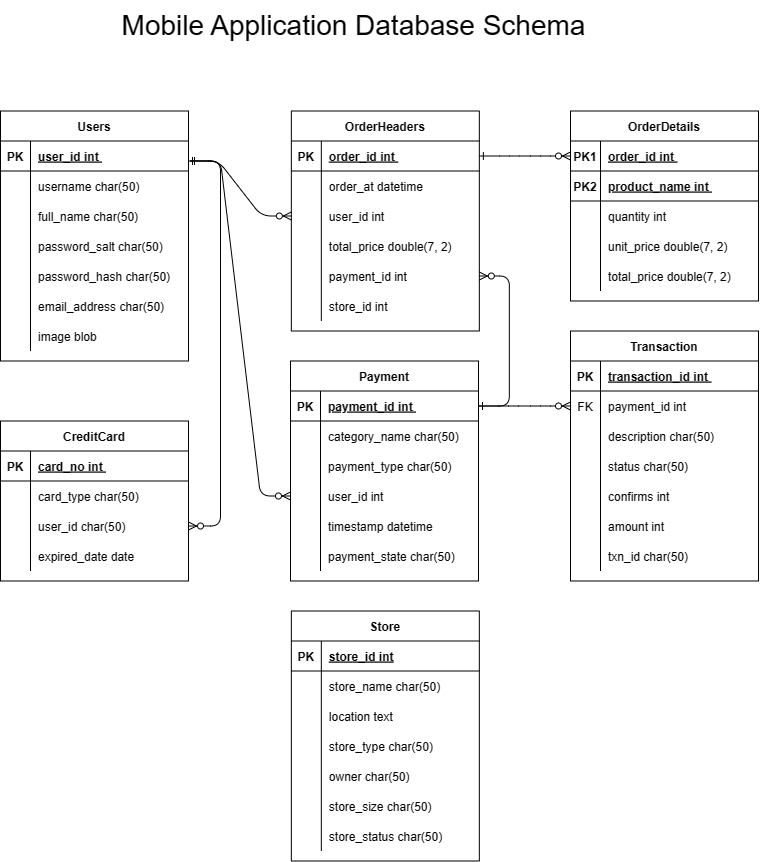 Mobile Application Database Schema
Users
PK user_id int
username char(50)
full_name char(50)
password_salt char(50)
password_hash char(50)
email_address char(50)
image blob
OrderHeaders
PK order_id int
order_at datetime
user_id int
total_price double(7, 2)
payment_id int
store_id int
OrderDetails
PK1 order_id int
PK2 product_name int
quantity int
unit_price double(7, 2)
total_price double(7, 2)
CreditCard
PK card_no int
card_type char(50)
user_id char(50)
expired_date date
Payment
PK payment_id int
category_name char(50)
payment_type char(50)
user_id int
timestamp datetime
payment_state char(50)
Transaction
PK transaction_id int
FK payment_id int
description char(50)
status char(50)
confirms int
amount int
txn_id char(50)
Store
PK store_id int
store_name char(50)
location text
store_type char(50)
owner char(50)
store_size char(50)
store_status char(50)